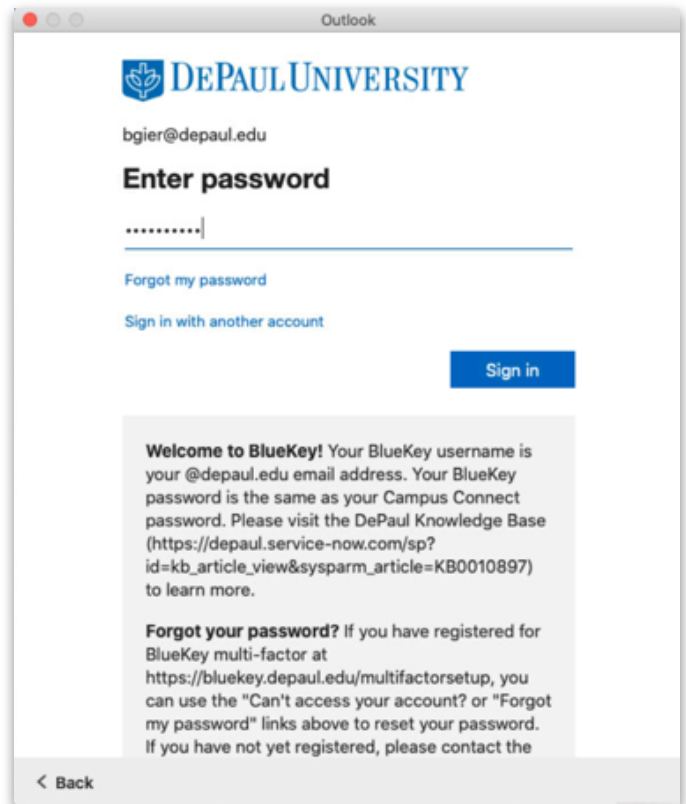 Outlook
DEPAUL UNIVERSITY
bgier@depaul.edu
Enter password
••••••••••
Forgot my password
Sign in with another account
Sign in
Welcome to BlueKey! Your BlueKey username is
your @depaul.edu email address. Your BlueKey
password is the same as your Campus Connect
password. Please visit the DePaul Knowledge Base
(https://depaul.service-now.com/sp?
id=kb_article_view&sysparm_article=KB0010897)
to learn more.
Forgot your password? If you have registered for
BlueKey multi-factor at
https://bluekey.depaul.edu/multifactorsetup, you
can use the "Can't access your account? or "Forgot
my password" links above to reset your password.
If you have not yet registered, please contact the
< Back